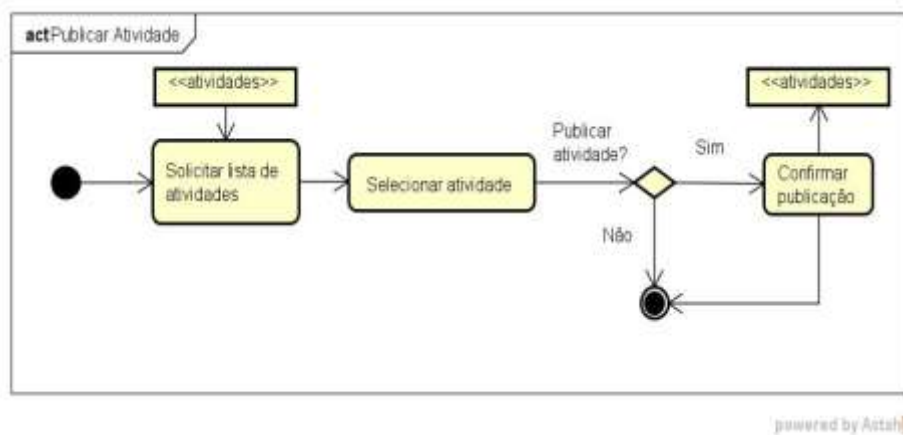 act Publicar Atividade
<<atividades>>
<<atividades>>
Publicar
atividade?
Sim
Solicitar lista de
atividades
Selecionar atividade
Confirmar
publicação
Não
powered by Astah